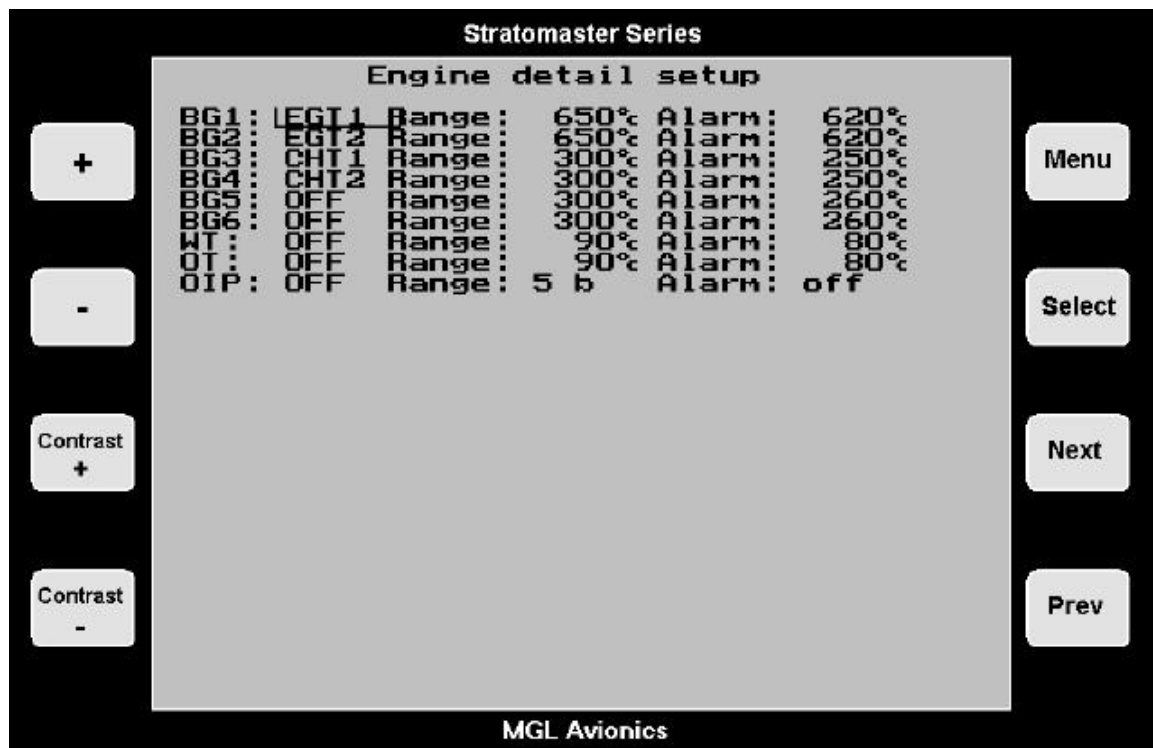 Stratomaster Series
Engine detail setup
BG1: EGT1 Range: 650°c Alarm: 620°c
BG2: EGT2 Range: 650°c Alarm: 620°c
BG3: CHT1 Range: 300°c Alarm: 250°c
BG4: CHT2 Range: 300°c Alarm: 250°c
BG5: OFF Range: 300°c Alarm: 260°c
BG6: OFF Range: 300°c Alarm: 260°c
WT: OFF Range: 90°c Alarm: 80°c
OT: OFF Range: 90°c Alarm: 80°c
OIP: OFF Range: 5 b Alarm: off
+
-
Contrast
+
Contrast
-
Menu
Select
Next
Prev
MGL Avionics